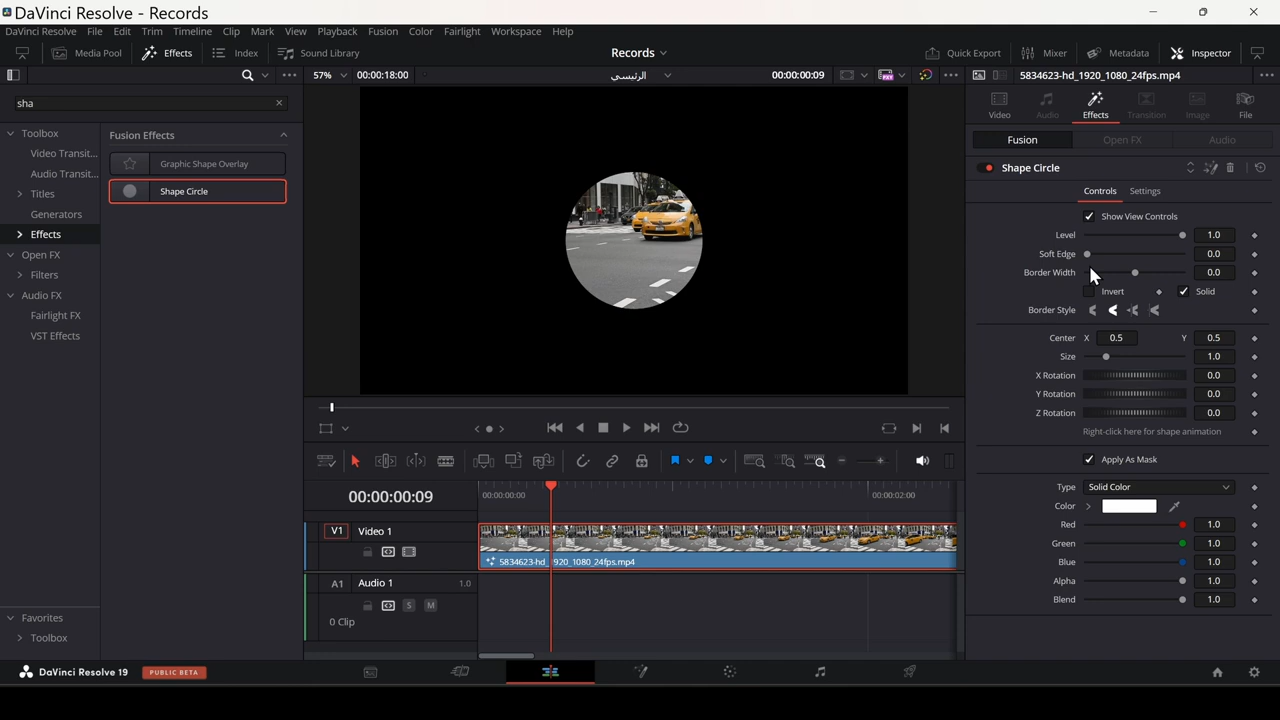 DaVinci Resolve - Records
DaVinci Resolve File Edit Trim Timeline Clip Mark View Playback Fusion Color Fairlight Workspace Help
Media Pool Effects Index Sound Library Records Quick Export Mixer Metadata Inspector
57% 00:00:18:00 الرئيسي 00:00:00:09 5834623-hd_1920_1080_24fps.mp4
sha
Video Audio Effects Transition Image File
Toolbox Fusion Effects
Fusion Open FX Audio
Video Transit...
Graphic Shape Overlay
Audio Transit...
Shape Circle
Titles
Generators
Effects
Open FX
Filters
Audio FX
Fairlight FX
VST Effects
Shape Circle
Controls Settings
Show View Controls
Level 1.0
Soft Edge 0.0
Border Width 0.0
Invert Solid
Border Style
Center X 0.5 Y 0.5
Size 1.0
X Rotation 0.0
Y Rotation 0.0
Z Rotation 0.0
Right-click here for shape animation
Apply As Mask
Type Solid Color
Color
Red 1.0
Green 1.0
Blue 1.0
Alpha 1.0
Blend 1.0
00:00:00:09 00:00:00:00 00:00:02:00
V1 Video 1
5834623-hd_1920_1080_24fps.mp4
A1 Audio 1 1.0
S M
0 Clip
Favorites
Toolbox
DaVinci Resolve 19 PUBLIC BETA